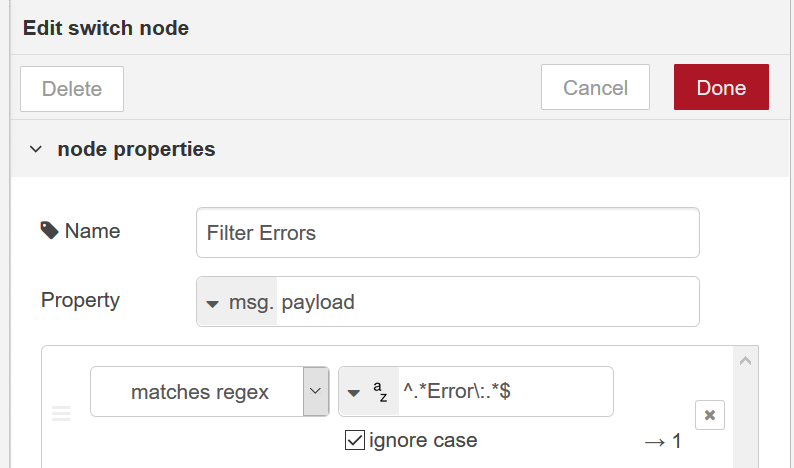 Edit switch node
Delete Cancel Done
node properties
Name Filter Errors
Property msg. payload
matches regex a z ^.*Error\:.*$
ignore case → 1